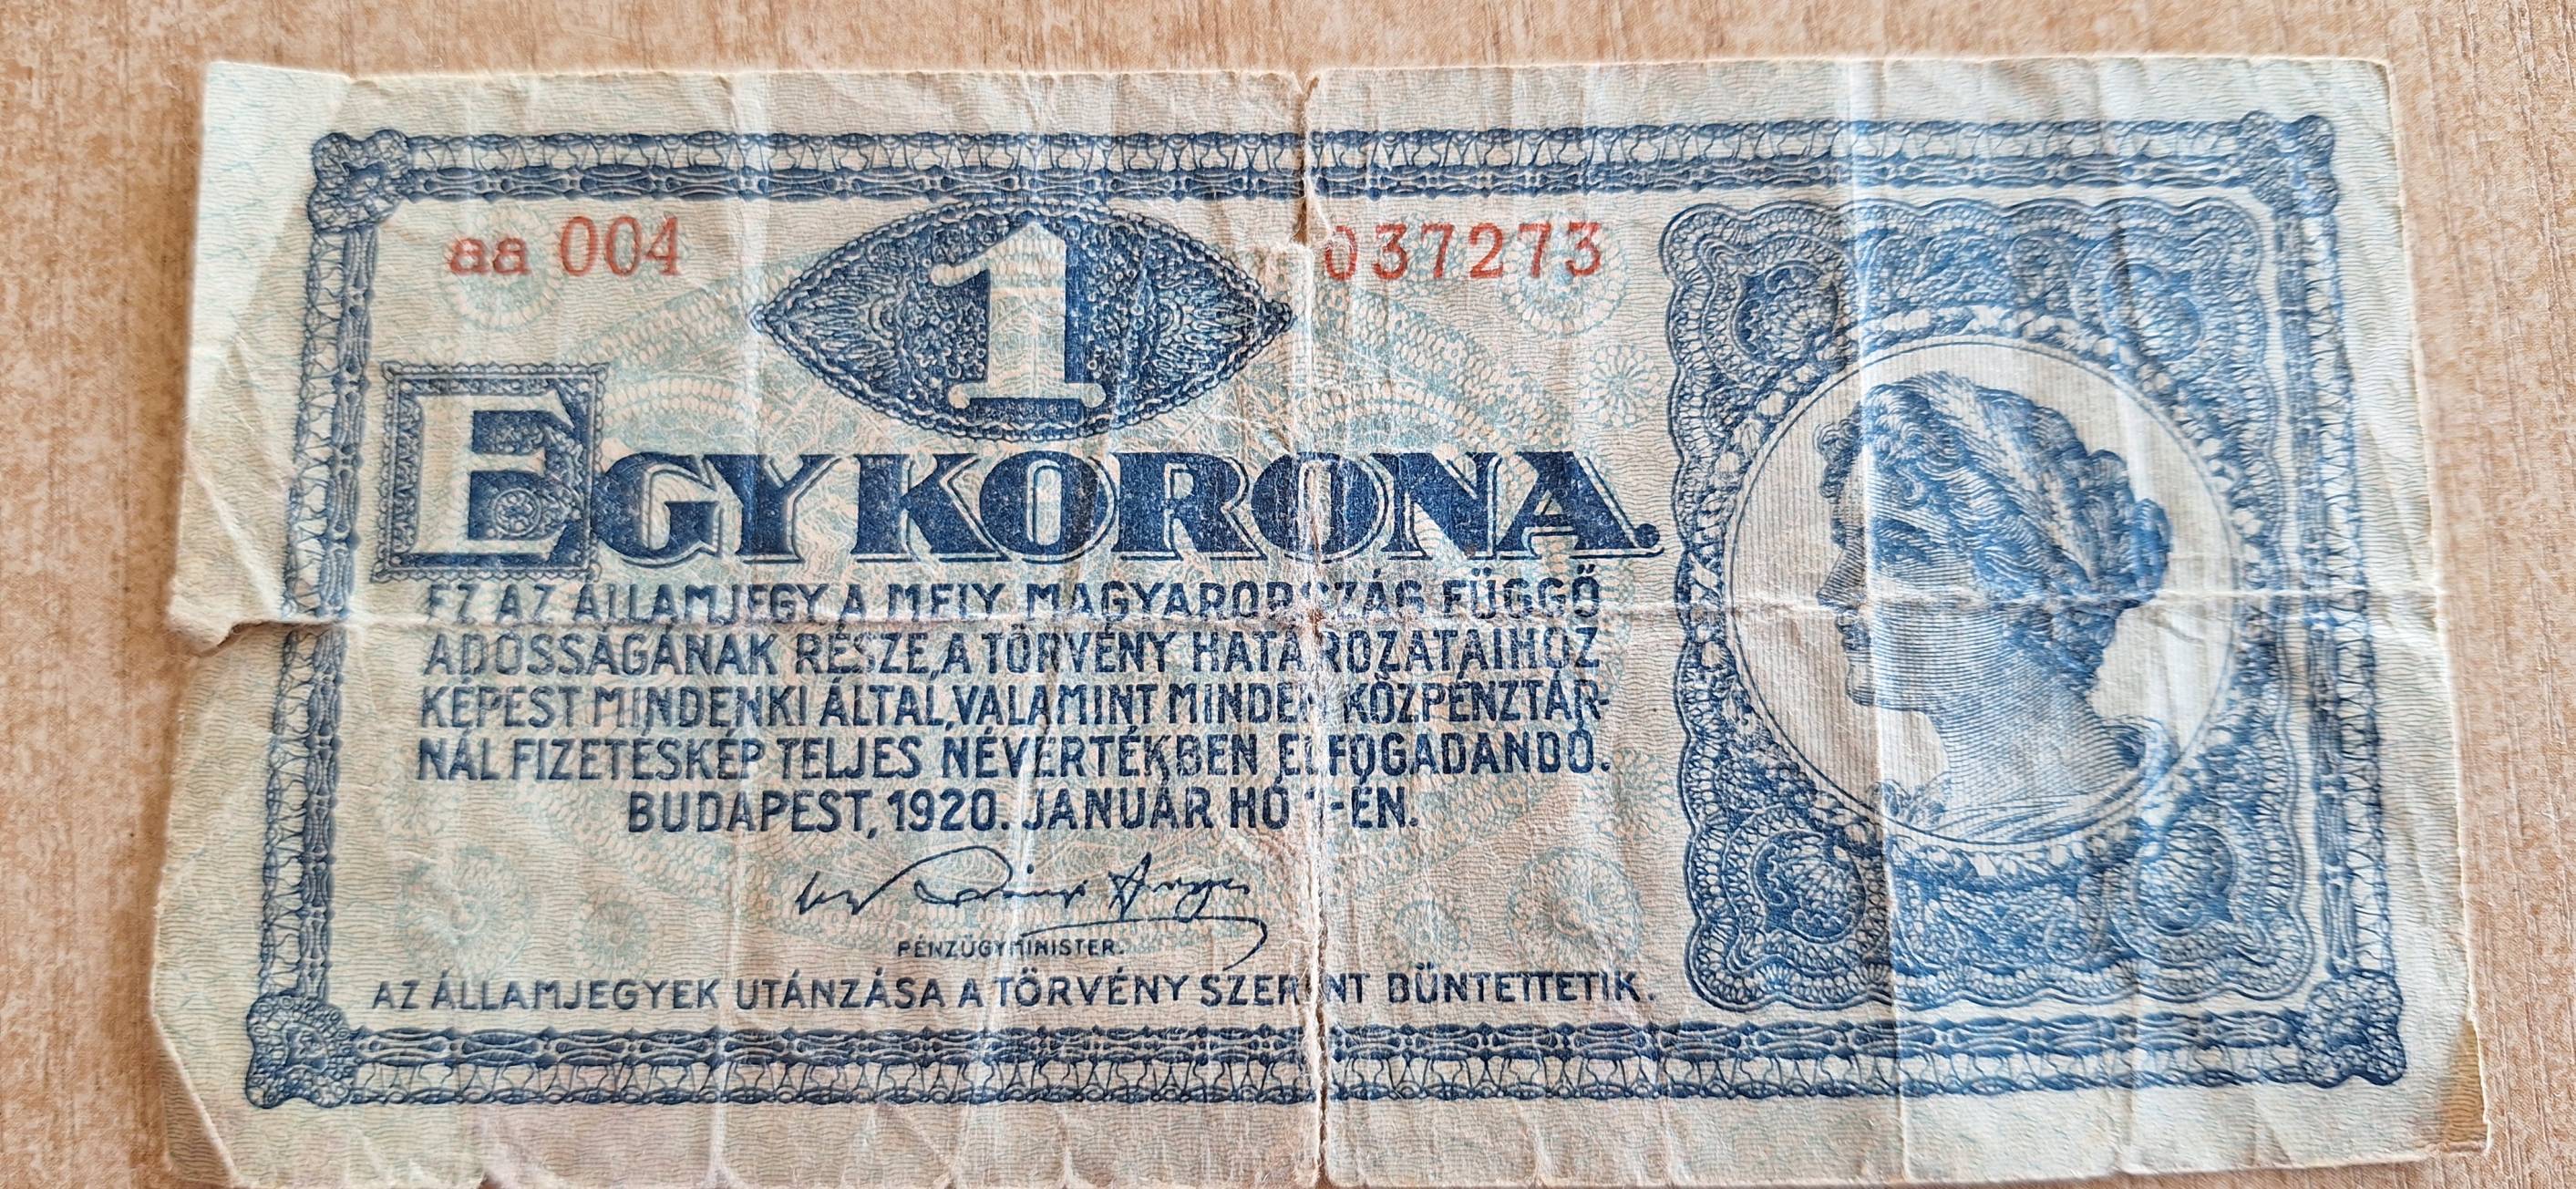 aa 004 037273
1
EGY KORONA.
EZ AZ ÁLLAMJEGY A MELY MAGYARORSZÁG FÜGGŐ
ADÓSSÁGÁNAK RÉSZE, A TÖRVÉNY HATÁROZATAIHOZ
KÉPEST MINDENKI ÁLTAL, VALAMINT MINDEN KÖZPÉNZTÁR-
NÁL FIZETÉSKÉP TELJES NÉVÉRTÉKBEN ELFOGADANDÓ.
BUDAPEST, 1920. JANUÁR HÓ 1-ÉN.
PÉNZÜGYMINISTER.
AZ ÁLLAMJEGYEK UTÁNZÁSA A TÖRVÉNY SZERINT BÜNTETTETIK.